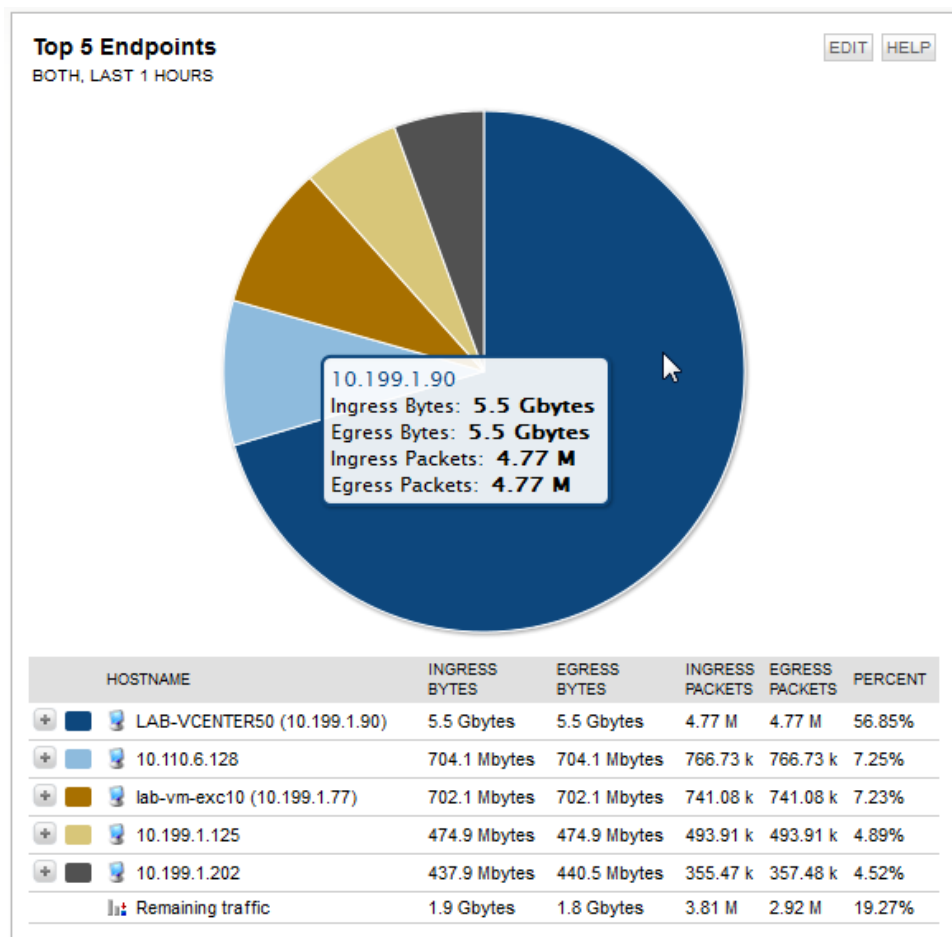 Top 5 Endpoints
EDIT HELP
BOTH, LAST 1 HOURS
10.199.1.90
Ingress Bytes: 5.5 Gbytes
Egress Bytes: 5.5 Gbytes
Ingress Packets: 4.77 M
Egress Packets: 4.77 M
HOSTNAME INGRESS BYTES EGRESS BYTES INGRESS PACKETS EGRESS PACKETS PERCENT
LAB-VCENTER50 (10.199.1.90) 5.5 Gbytes 5.5 Gbytes 4.77 M 4.77 M 56.85%
10.110.6.128 704.1 Mbytes 704.1 Mbytes 766.73 k 766.73 k 7.25%
lab-vm-exc10 (10.199.1.77) 702.1 Mbytes 702.1 Mbytes 741.08 k 741.08 k 7.23%
10.199.1.125 474.9 Mbytes 474.9 Mbytes 493.91 k 493.91 k 4.89%
10.199.1.202 437.9 Mbytes 440.5 Mbytes 355.47 k 357.48 k 4.52%
Remaining traffic 1.9 Gbytes 1.8 Gbytes 3.81 M 2.92 M 19.27%